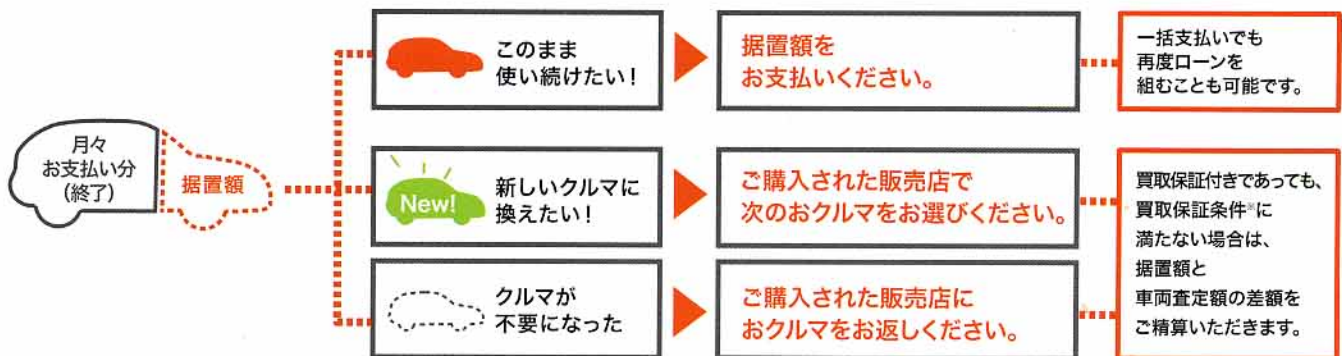 月々
お支払い分
(終了)
据置額
このまま
使い続けたい!
据置額を
お支払いください。
一括支払いでも
再度ローンを
組むことも可能です。
New!
新しいクルマに
換えたい!
ご購入された販売店で
次のおクルマをお選びください。
クルマが
不要になった
ご購入された販売店に
おクルマをお返しください。
買取保証付きであっても、
買取保証条件※に
満たない場合は、
据置額と
車両査定額の差額を
ご精算いただきます。